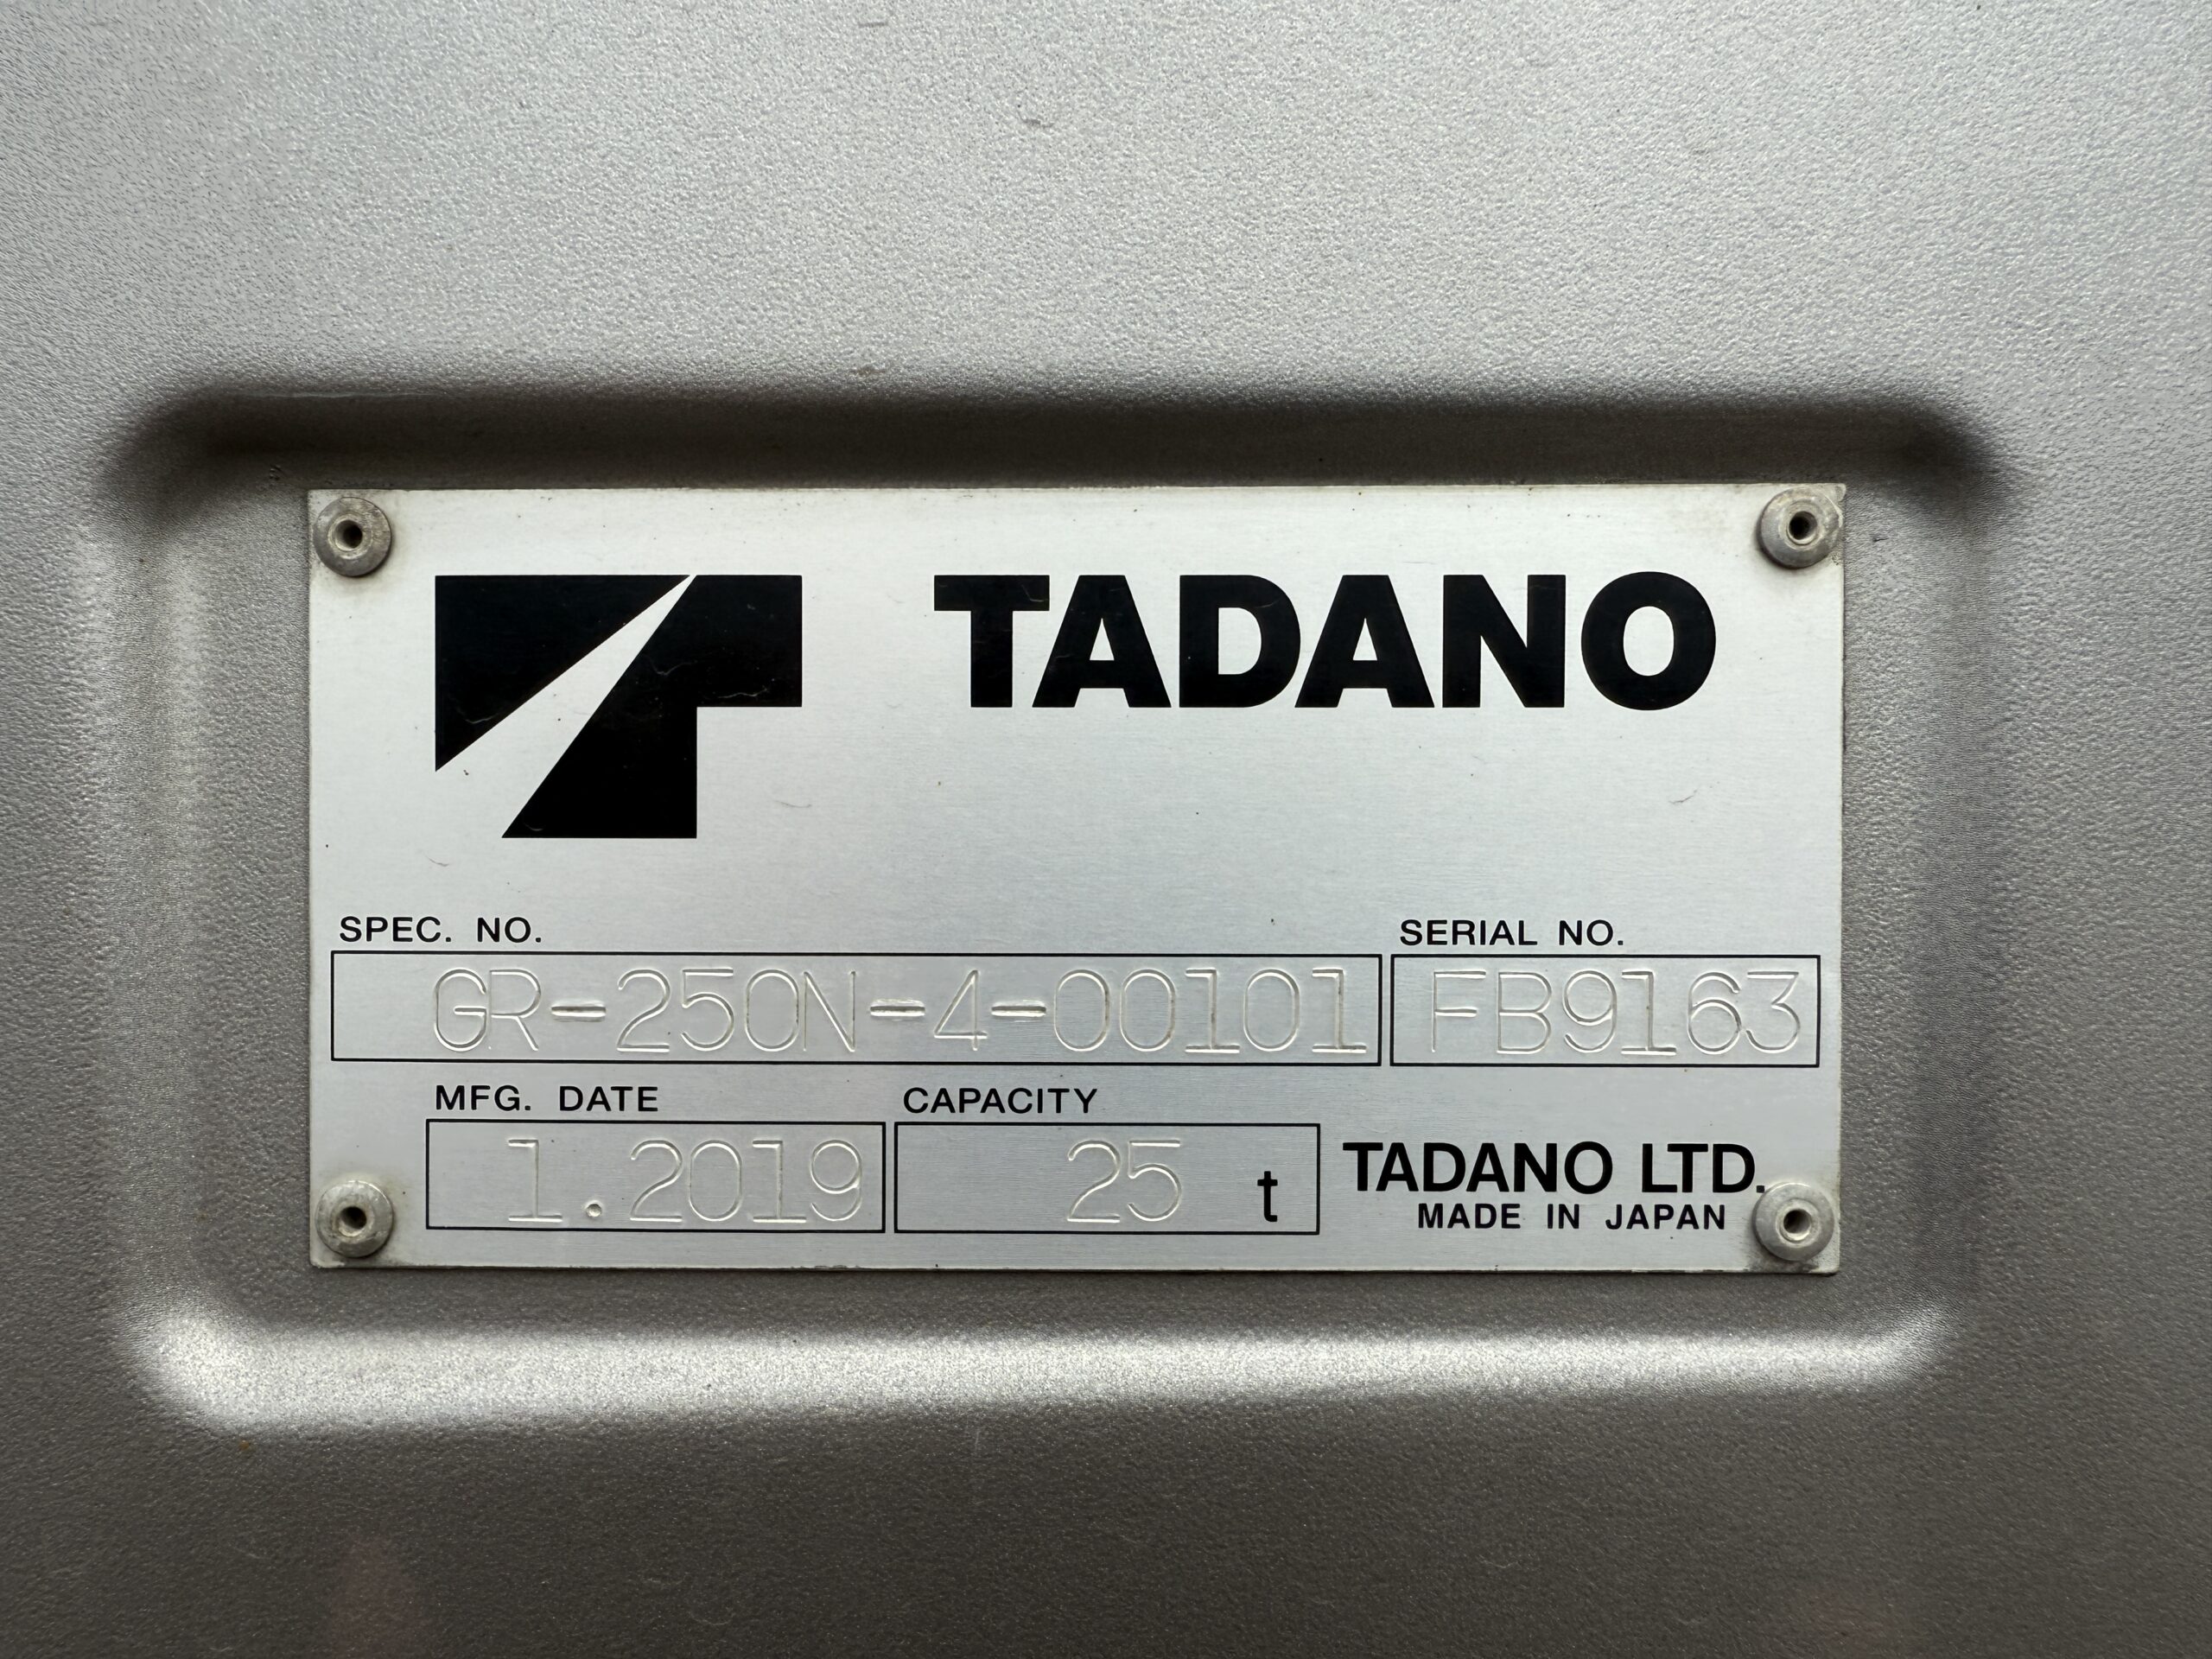 TADANO
SPEC. NO. SERIAL NO.
GR-250N-4-00101 FB9163
MFG. DATE CAPACITY
1.2019 25 t TADANO LTD.
MADE IN JAPAN